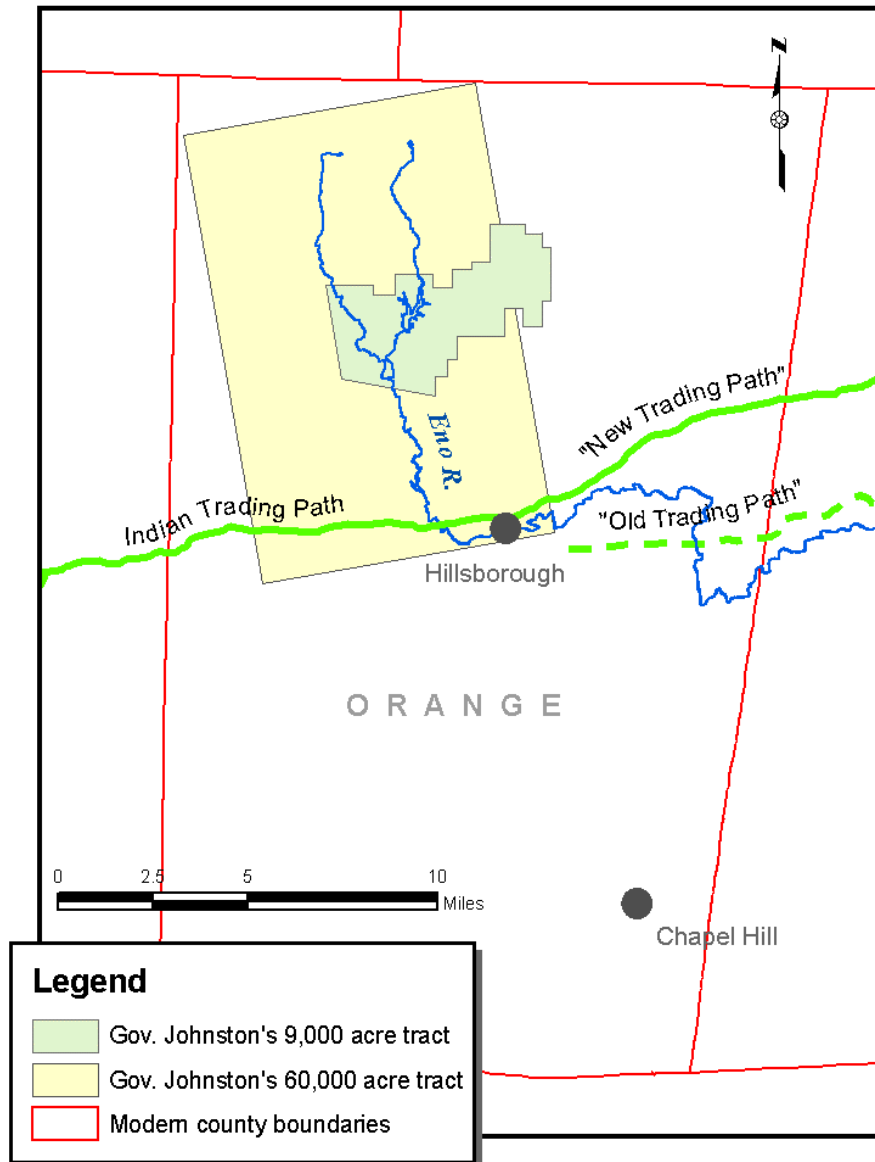 N
"New Trading Path"
Eno R.
Indian Trading Path
"Old Trading Path"
Hillsborough
ORANGE
0 2.5 5 10
Miles
Chapel Hill
Legend
Gov. Johnston's 9,000 acre tract
Gov. Johnston's 60,000 acre tract
Modern county boundaries